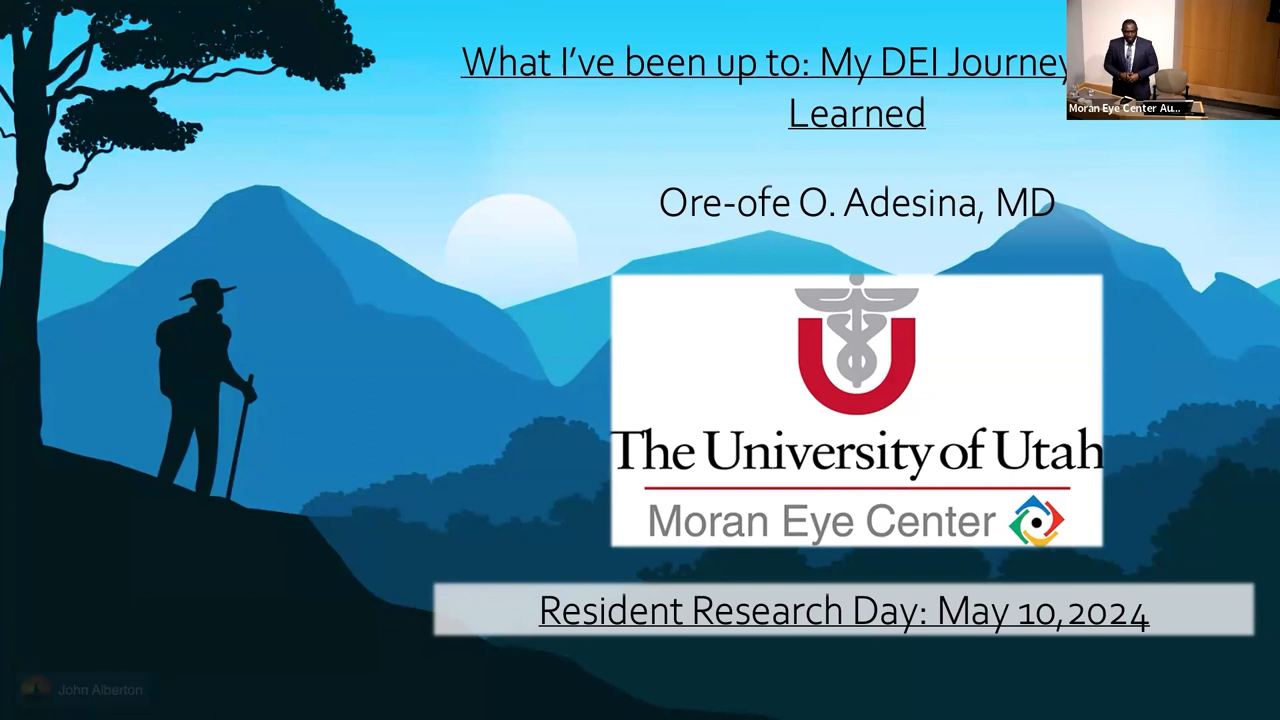 What I've been up to: My DEI Journey
Learned
Ore-ofe O. Adesina, MD
Moran Eye Center Au...
The University of Utah
Moran Eye Center
Resident Research Day: May 10,2024
John Alberton